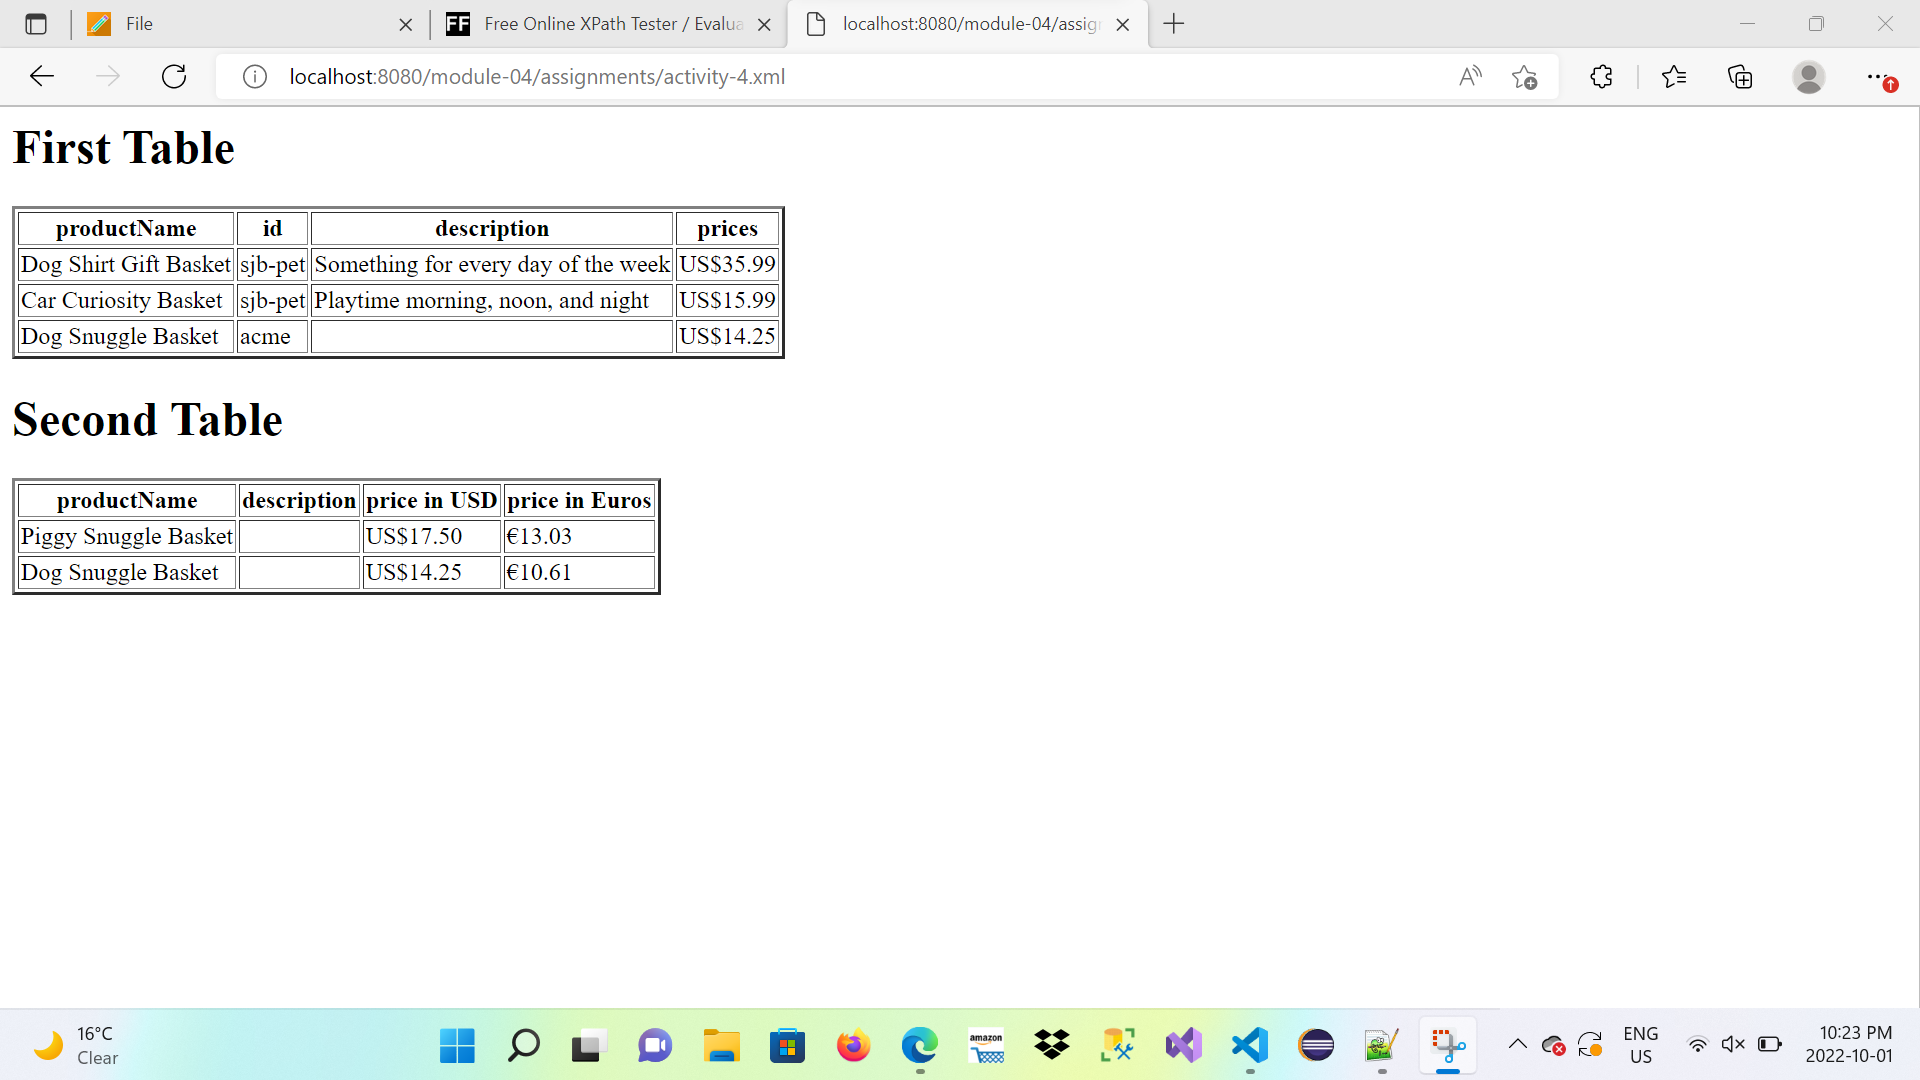 File
FF Free Online XPath Tester / Evalua
localhost:8080/module-04/assig
localhost:8080/module-04/assignments/activity-4.xml
First Table
productName id description prices
Dog Shirt Gift Basket sjb-pet Something for every day of the week US$35.99
Car Curiosity Basket sjb-pet Playtime morning, noon, and night US$15.99
Dog Snuggle Basket acme US$14.25
Second Table
productName description price in USD price in Euros
Piggy Snuggle Basket US$17.50 €13.03
Dog Snuggle Basket US$14.25 €10.61
16°C
Clear
amazon
ENG
US
10:23 PM
2022-10-01